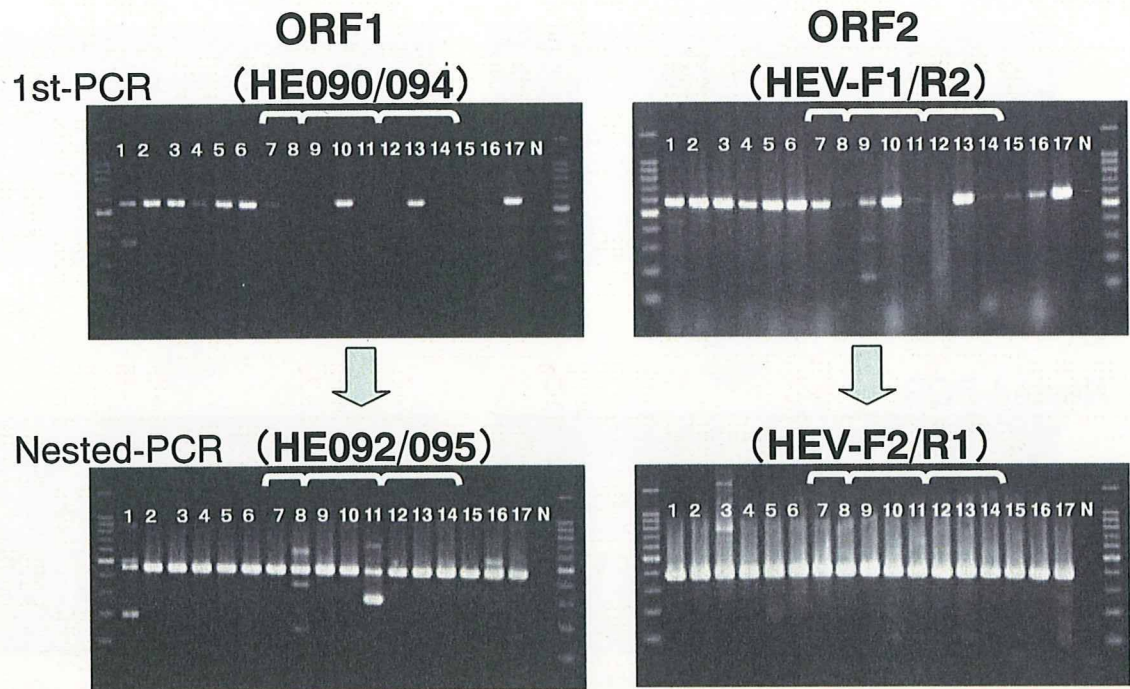 ORF1
ORF2
1st-PCR (HE090/094)
(HEV-F1/R2)
1 2 3 4 5 6 7 8 9 10 11 12 13 14 15 16 17 N
1 2 3 4 5 6 7 8 9 10 11 12 13 14 15 16 17 N
Nested-PCR (HE092/095)
(HEV-F2/R1)
1 2 3 4 5 6 7 8 9 10 11 12 13 14 15 16 17 N
1 2 3 4 5 6 7 8 9 10 11 12 13 14 15 16 17 N